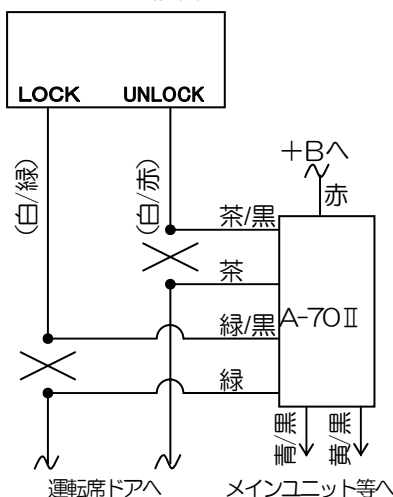 LOCK UNLOCK
(白/緑)
(白/赤)
+Bへ
赤
茶/黒
茶
緑/黒
A-70Ⅱ
緑
青/黒
黄/黒
運転席ドアへ
メインユニット等へ